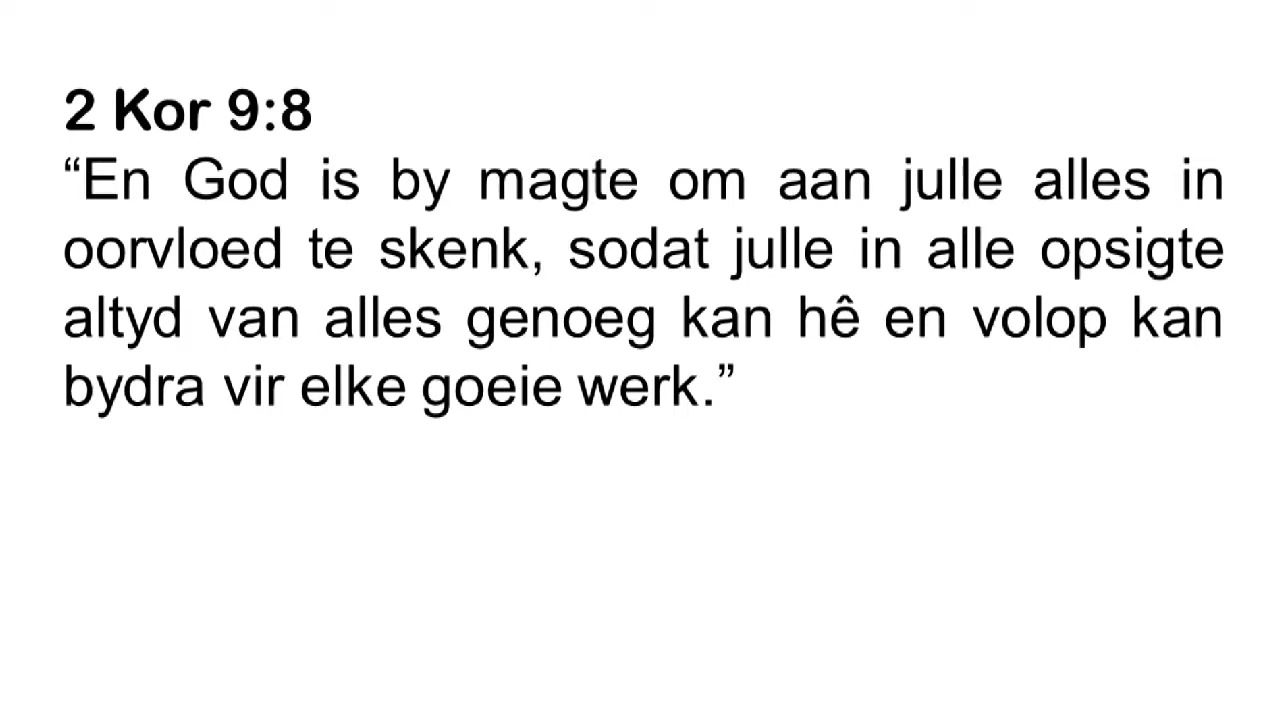 2 Kor 9:8
“En God is by magte om aan julle alles in
oorvloed te skenk, sodat julle in alle opsigte
altyd van alles genoeg kan hê en volop kan
bydra vir elke goeie werk.”